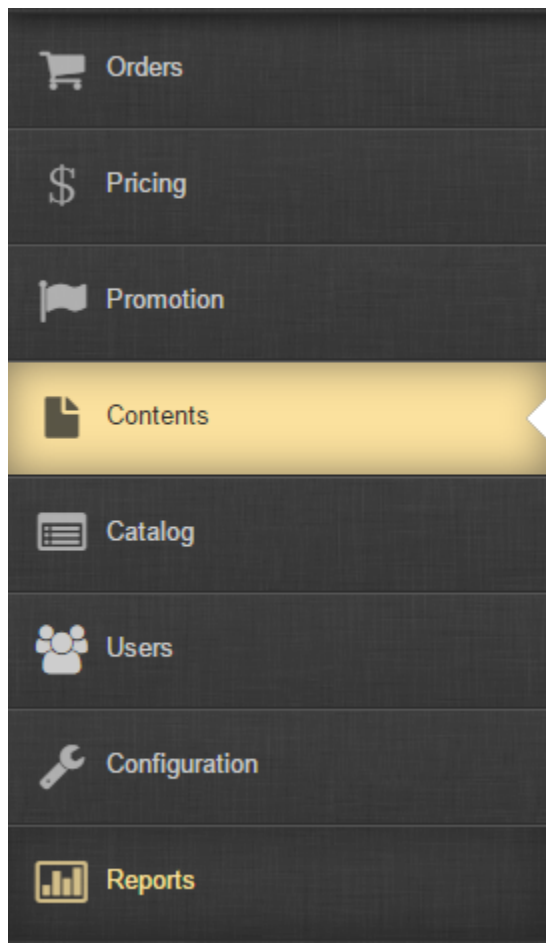 Orders
Pricing
Promotion
Contents
Catalog
Users
Configuration
Reports